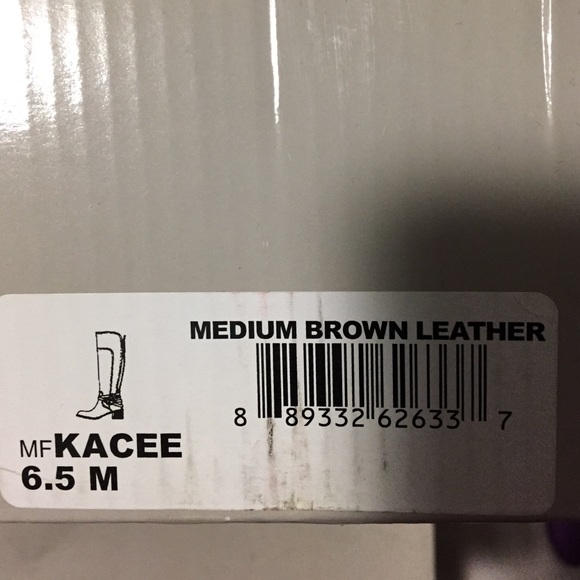 MEDIUM BROWN LEATHER
8 89332 62633 7
MFKACEE
6.5 M